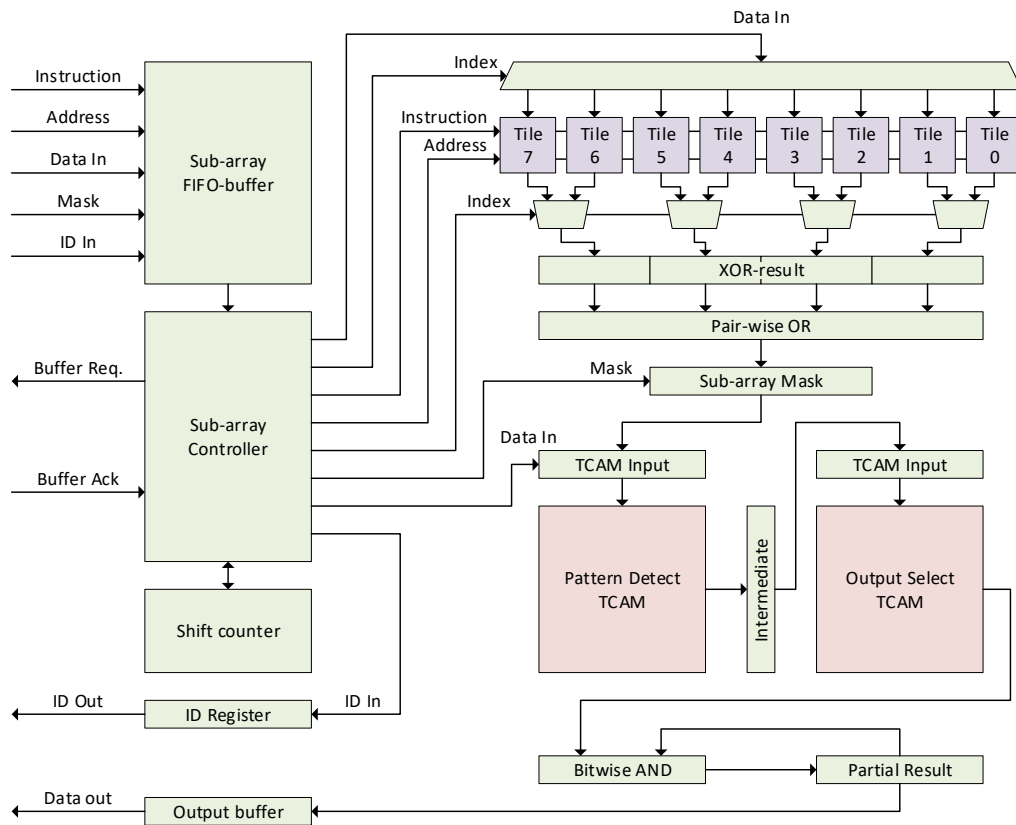 Data In
Index
Instruction
Address
Data In
Mask
ID In
Sub-array
FIFO-buffer
Instruction
Address
Tile
7
Tile
6
Tile
5
Tile
4
Tile
3
Tile
2
Tile
1
Tile
0
Index
XOR-result
Pair-wise OR
Mask
Sub-array Mask
Buffer Req.
Sub-array
Controller
Buffer Ack
Data In
TCAM Input
TCAM Input
Pattern Detect
TCAM
Intermediate
Output Select
TCAM
Shift counter
ID Out
ID Register
ID In
Bitwise AND
Partial Result
Data out
Output buffer